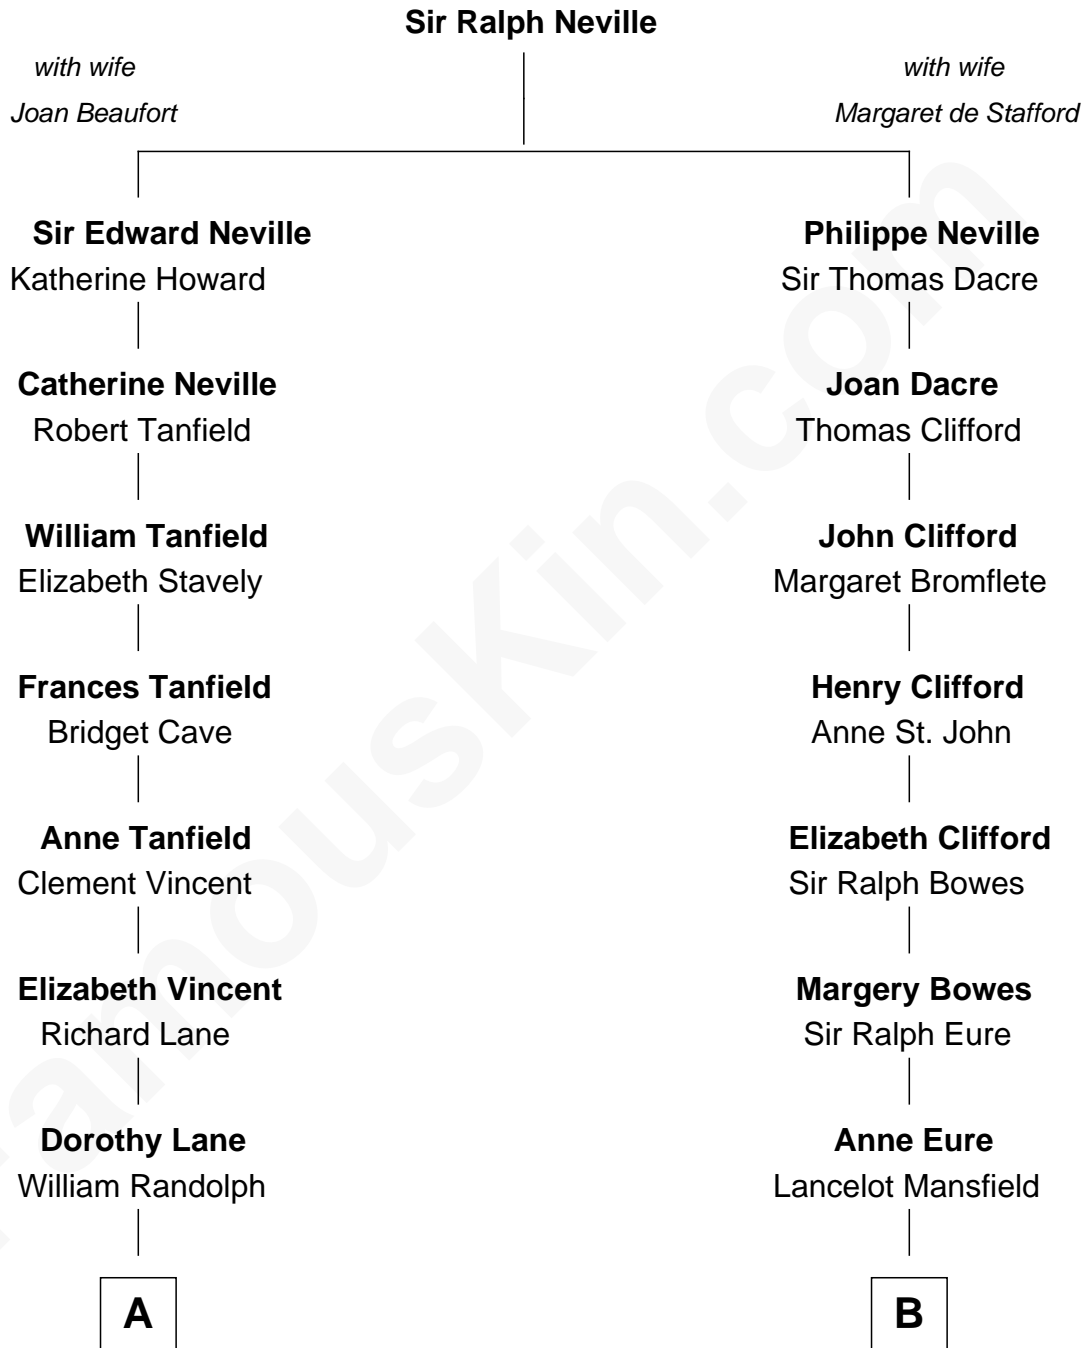 Sir Ralph Neville
with wife
Joan Beaufort
with wife
Margaret de Stafford
Sir Edward Neville
Katherine Howard
Philippe Neville
Sir Thomas Dacre
Catherine Neville
Robert Tanfield
Joan Dacre
Thomas Clifford
William Tanfield
Elizabeth Stavely
John Clifford
Margaret Bromflete
Frances Tanfield
Bridget Cave
Henry Clifford
Anne St. John
Anne Tanfield
Clement Vincent
Elizabeth Clifford
Sir Ralph Bowes
Elizabeth Vincent
Richard Lane
Margery Bowes
Sir Ralph Eure
Dorothy Lane
William Randolph
Anne Eure
Lancelot Mansfield
A
B
FamousKin.com